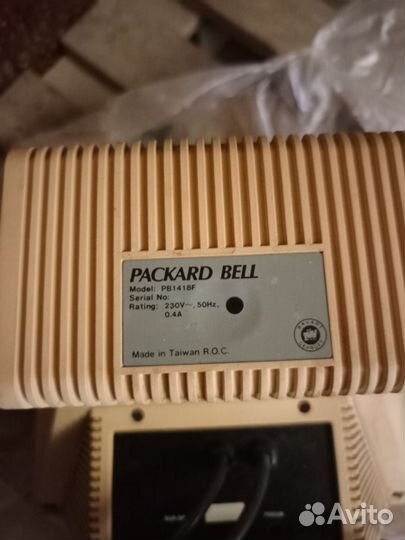 PACKARD BELL
Model: PB1418F
Serial No:
Rating: 230V~, 50Hz,
0.4A
Made in Taiwan R.O.C.
Avito